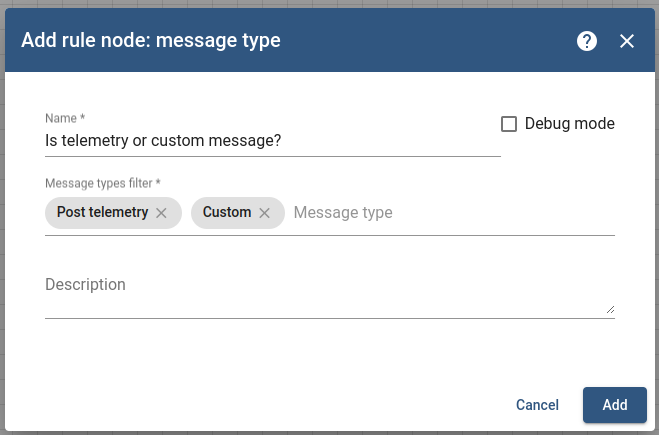 Add rule node: message type
?
Name *
Is telemetry or custom message?
Debug mode
Message types filter *
Post telemetry
Custom
Message type
Description
Cancel
Add